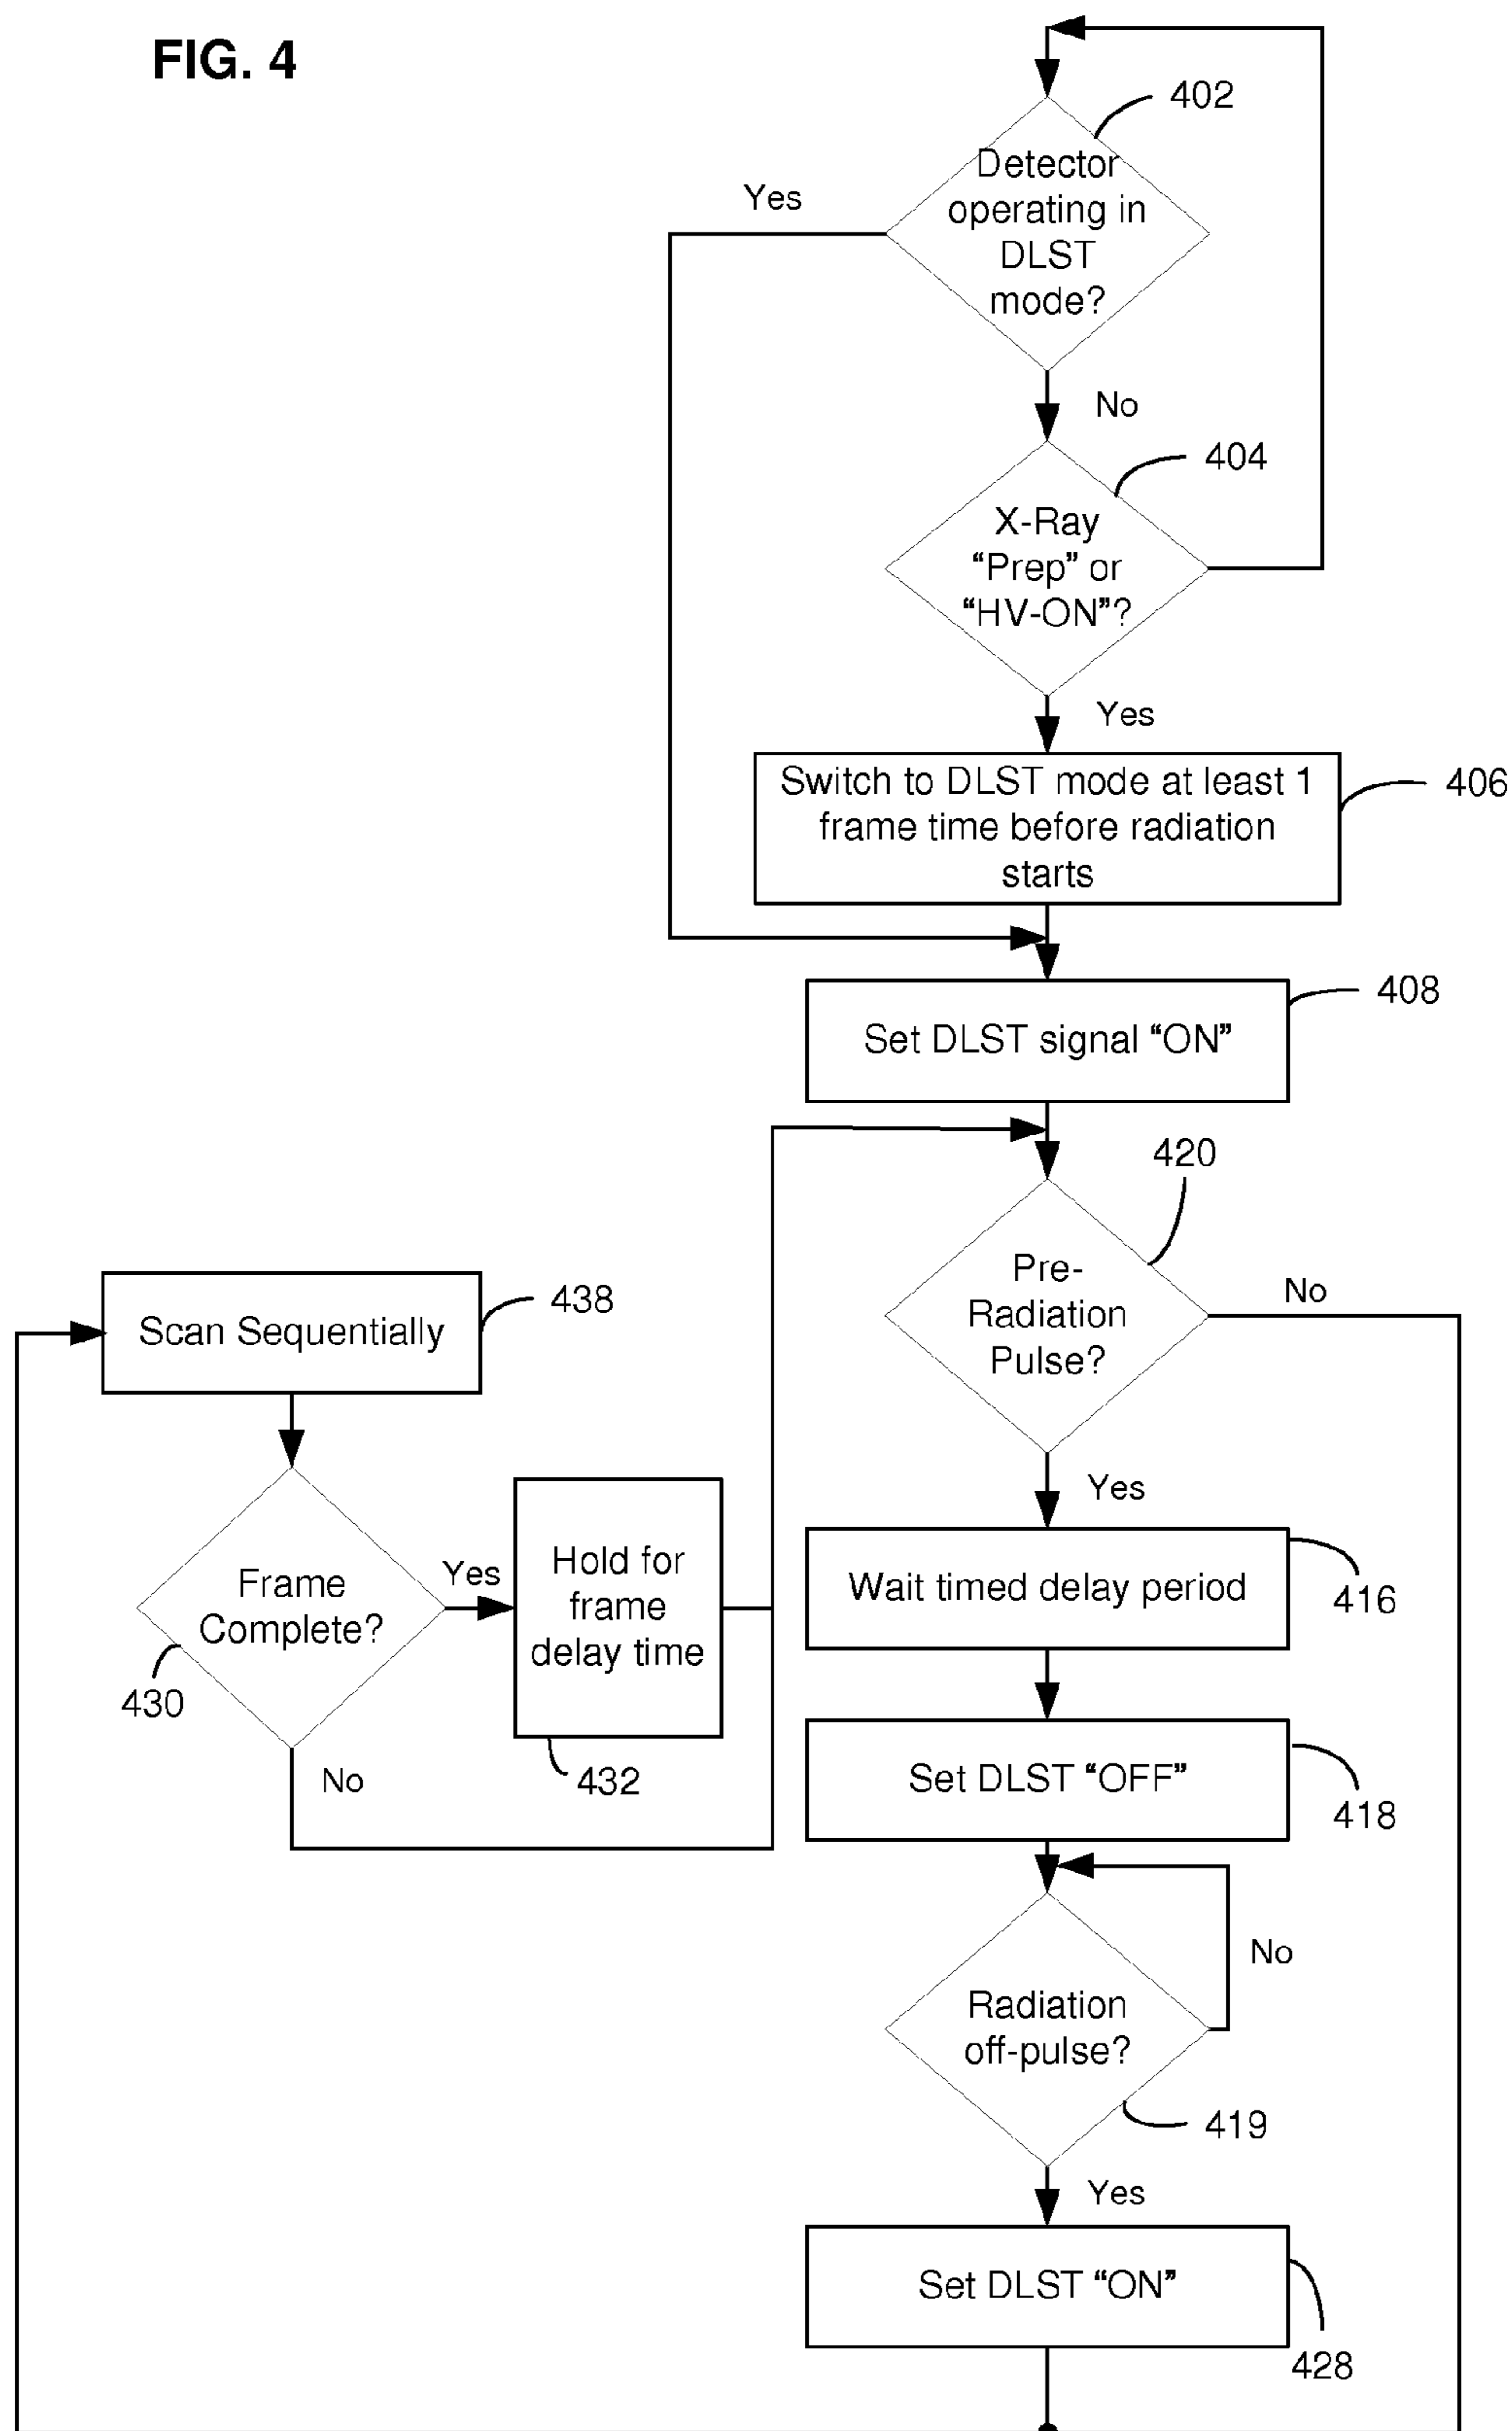 FIG. 4
402
Detector
operating in
DLST
mode?
Yes
No
404
X-Ray
“Prep” or
“HV-ON”?
Yes
406
Switch to DLST mode at least 1
frame time before radiation
starts
408
Set DLST signal “ON”
420
Pre-
Radiation
Pulse?
No
Yes
438
Scan Sequentially
Frame
Complete?
430
Yes
No
Hold for
frame
delay time
432
Wait timed delay period
416
Set DLST “OFF”
418
Radiation
off-pulse?
No
419
Yes
Set DLST “ON”
428